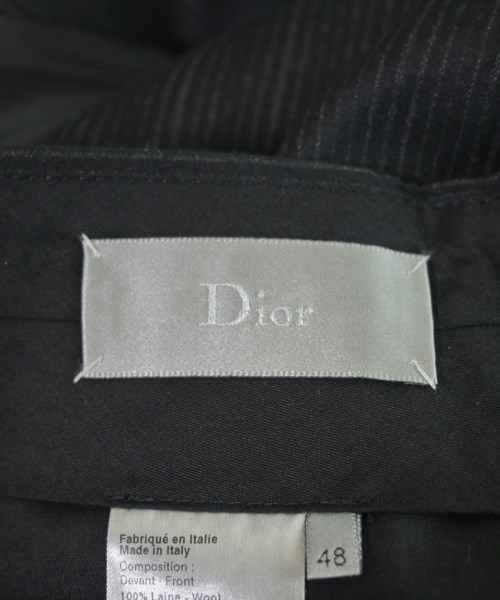 Dior
Fabriqué en Italie
Made in Italy
48
Composition :
Devant - Front
100% Laine - Wool